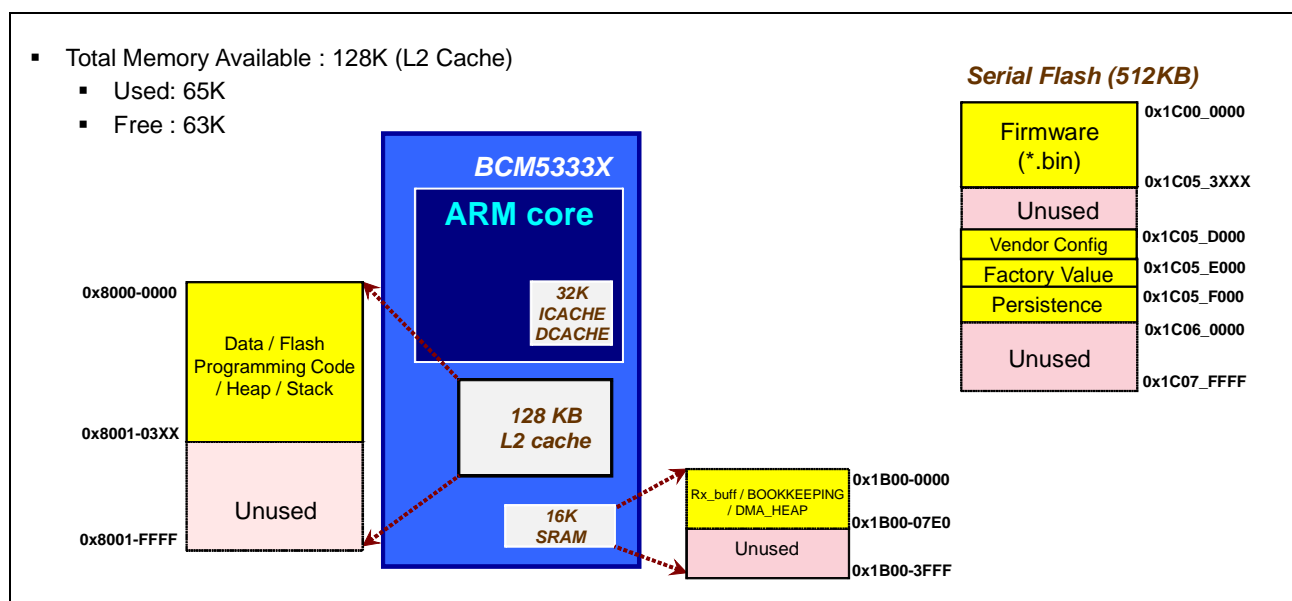 ▪ Total Memory Available : 128K (L2 Cache)
▪ Used: 65K
▪ Free : 63K
Serial Flash (512KB)
0x1C00_0000
Firmware
(*.bin)
0x1C05_3XXX
Unused
0x1C05_D000
Vendor Config
0x1C05_E000
Factory Value
0x1C05_F000
Persistence
0x1C06_0000
Unused
0x1C07_FFFF
BCM5333X
ARM core
32K
ICACHE
DCACHE
128 KB
L2 cache
16K
SRAM
0x8000-0000
Data / Flash
Programming Code
/ Heap / Stack
0x8001-03XX
Unused
0x8001-FFFF
0x1B00-0000
Rx_buff / BOOKKEEPING
/ DMA_HEAP
0x1B00-07E0
Unused
0x1B00-3FFF